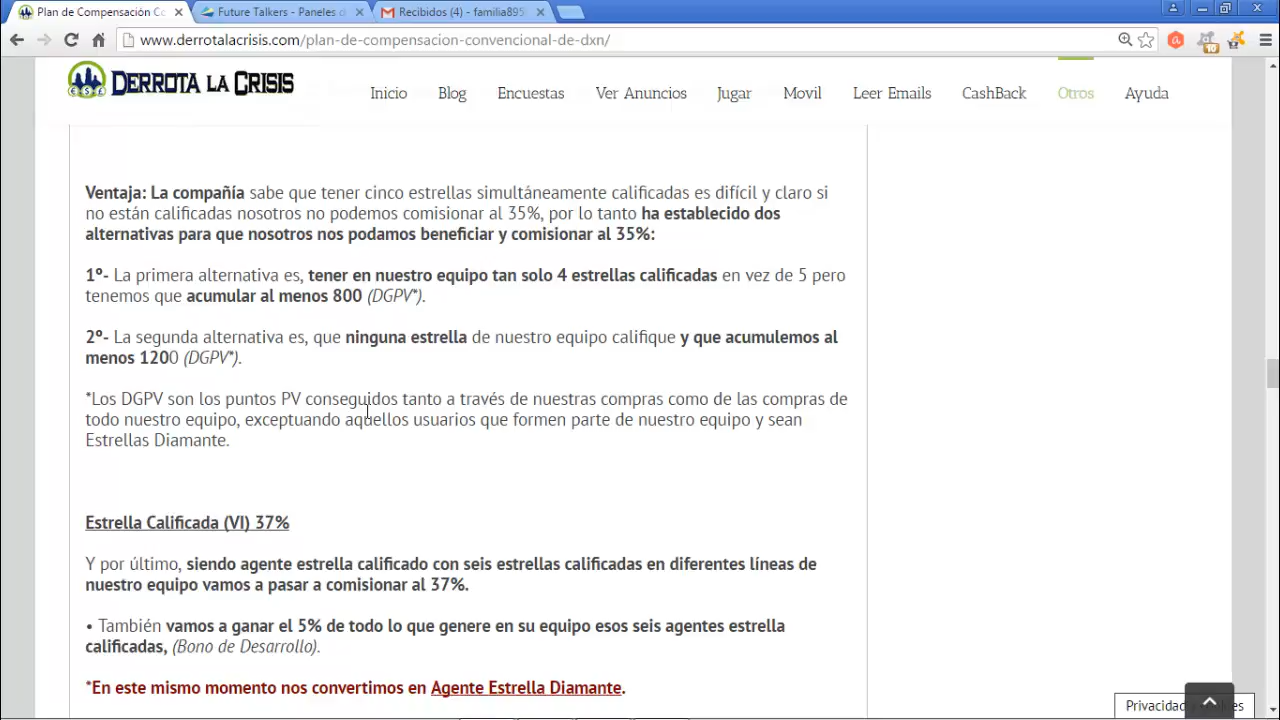 Plan de Compensación Co
Future Talkers - Paneles d
Recibidos (4) - familia895
www.derrotalacrisis.com/plan-de-compensacion-convencional-de-dxn/
10
DERROTA LA CRISIS
Inicio Blog Encuestas Ver Anuncios Jugar Movil Leer Emails CashBack Otros Ayuda
Ventaja: La compañía sabe que tener cinco estrellas simultáneamente calificadas es difícil y claro si
no están calificadas nosotros no podemos comisionar al 35%, por lo tanto ha establecido dos
alternativas para que nosotros nos podamos beneficiar y comisionar al 35%:
1º- La primera alternativa es, tener en nuestro equipo tan solo 4 estrellas calificadas en vez de 5 pero
tenemos que acumular al menos 800 (DGPV*).
2º- La segunda alternativa es, que ninguna estrella de nuestro equipo califique y que acumulemos al
menos 1200 (DGPV*).
*Los DGPV son los puntos PV conseguidos tanto a través de nuestras compras como de las compras de
todo nuestro equipo, exceptuando aquellos usuarios que formen parte de nuestro equipo y sean
Estrellas Diamante.
Estrella Calificada (VI) 37%
Y por último, siendo agente estrella calificado con seis estrellas calificadas en diferentes líneas de
nuestro equipo vamos a pasar a comisionar al 37%.
• También vamos a ganar el 5% de todo lo que genere en su equipo esos seis agentes estrella
calificadas, (Bono de Desarrollo).
*En este mismo momento nos convertimos en Agente Estrella Diamante.
Privacidad y cookies